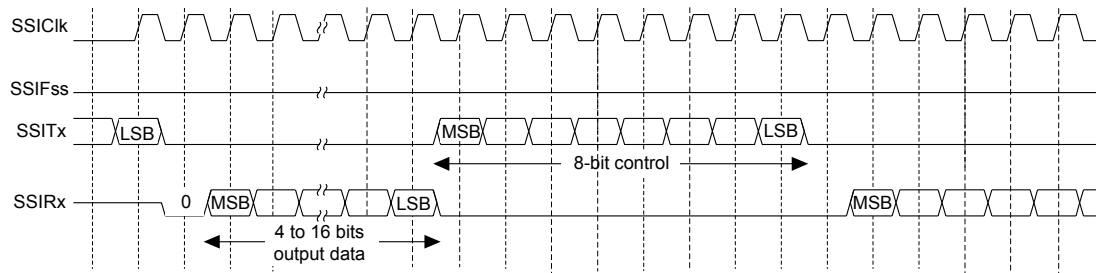 SSIClk
SSIFss
SSITx
LSB
MSB
LSB
8-bit control
SSIRx
0
MSB
LSB
MSB
4 to 16 bits
output data